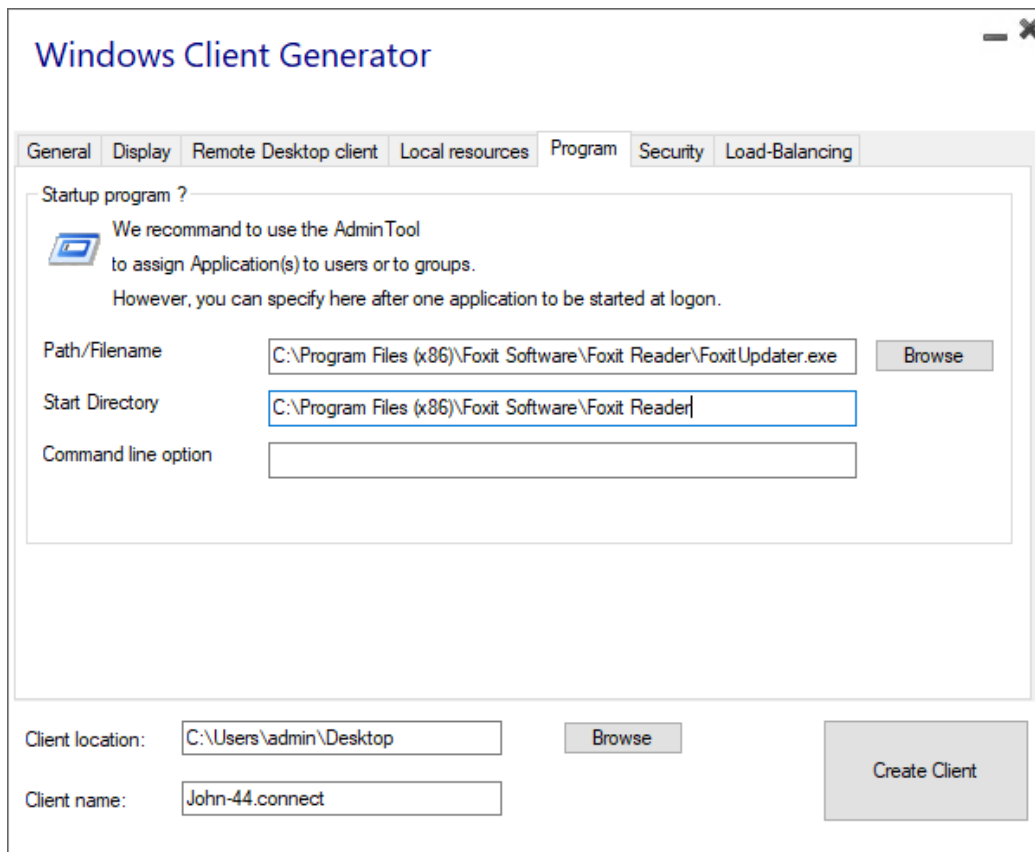 Windows Client Generator
General Display Remote Desktop client Local resources Program Security Load-Balancing
Startup program ?
We recommand to use the AdminTool
to assign Application(s) to users or to groups.
However, you can specify here after one application to be started at logon.
Path/Filename C:\Program Files (x86)\Foxit Software\Foxit Reader\FoxitUpdater.exe Browse
Start Directory C:\Program Files (x86)\Foxit Software\Foxit Reader
Command line option
Client location: C:\Users\admin\Desktop Browse
Create Client
Client name: John-44.connect